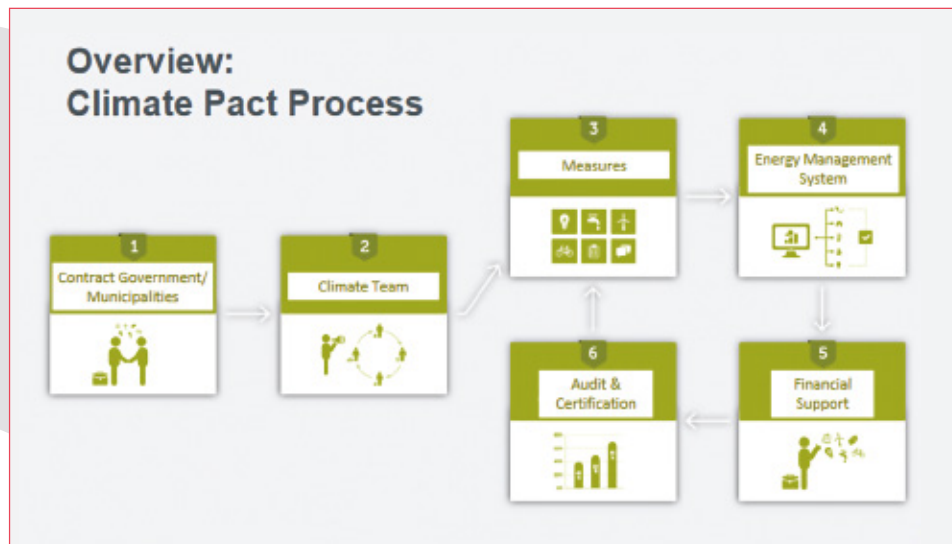 Overview:
Climate Pact Process
1
Contract Government/
Municipalities
2
Climate Team
3
Measures
4
Energy Management
System
5
Financial
Support
6
Audit &
Certification